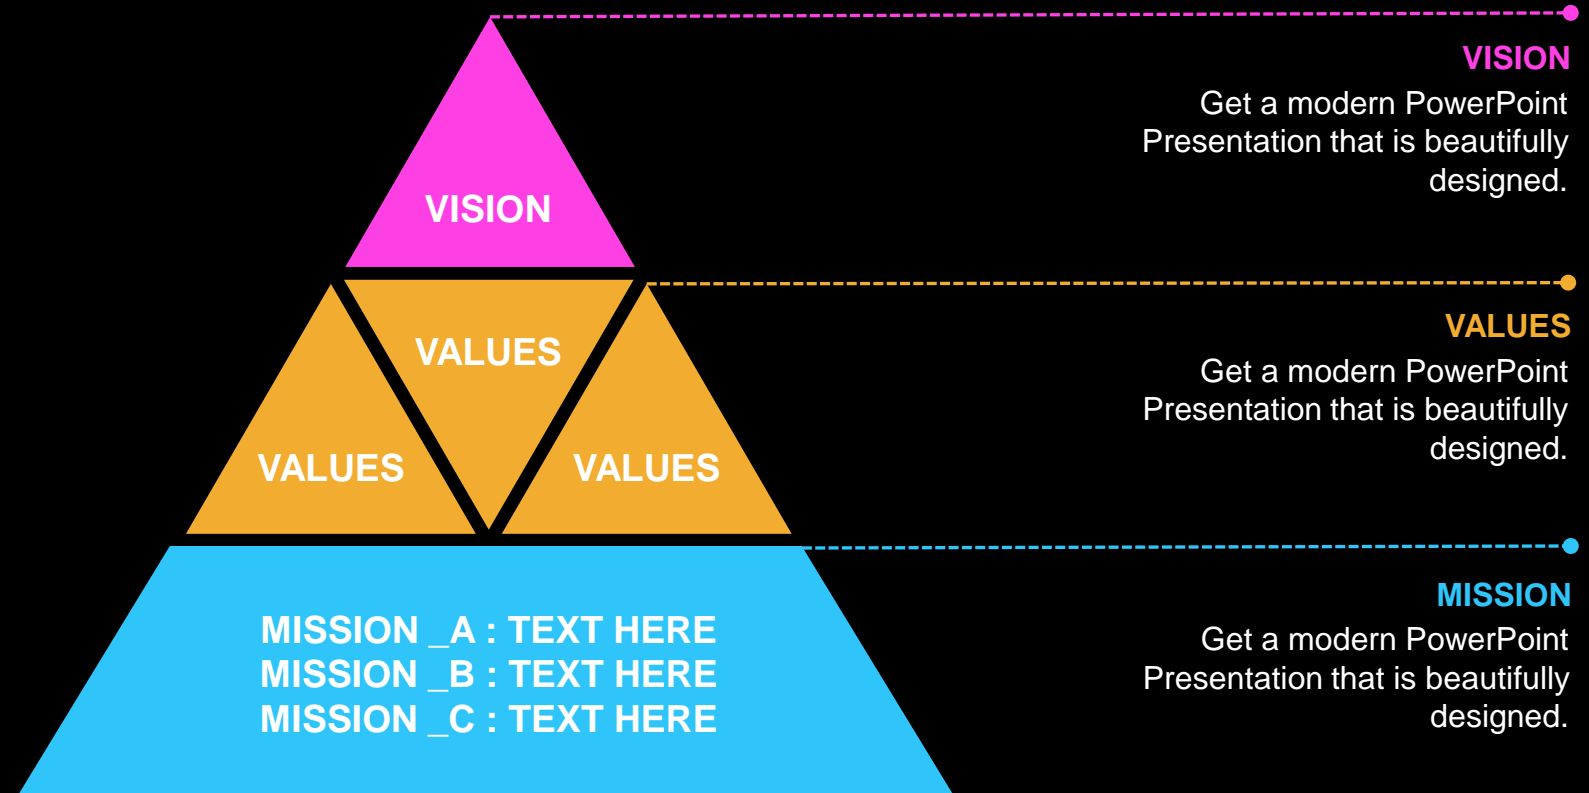 VISION
VALUES
VALUES
VALUES
MISSION _A : TEXT HERE
MISSION _B : TEXT HERE
MISSION _C : TEXT HERE
VISION
Get a modern PowerPoint
Presentation that is beautifully
designed.
VALUES
Get a modern PowerPoint
Presentation that is beautifully
designed.
MISSION
Get a modern PowerPoint
Presentation that is beautifully
designed.